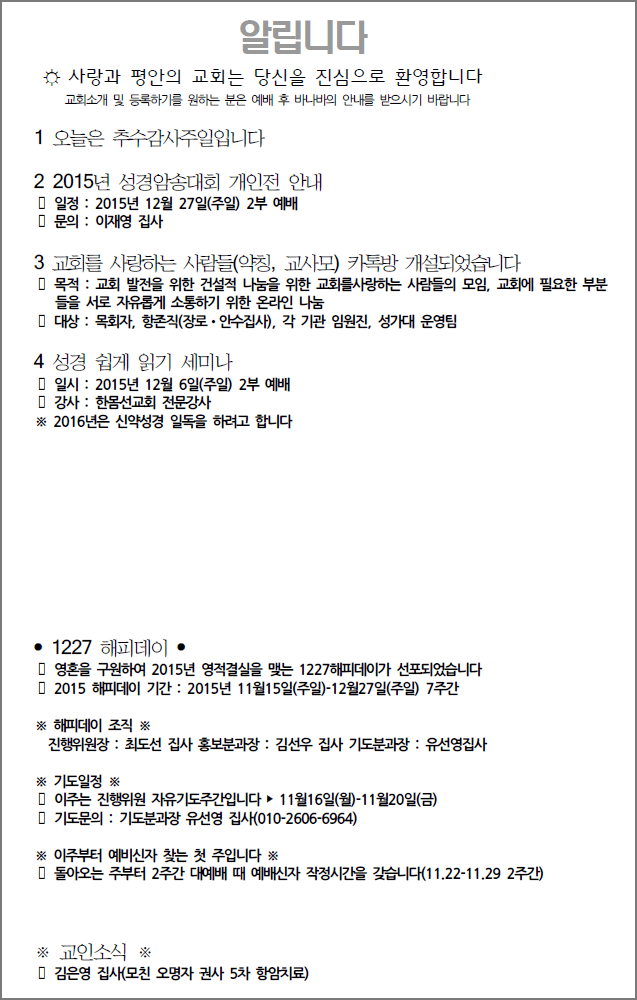 알립니다
☼ 사랑과 평안의 교회는 당신을 진심으로 환영합니다
교회소개 및 등록하기를 원하는 분은 예배 후 바나바의 안내를 받으시기 바랍니다
1 오늘은 추수감사주일입니다
2 2015년 성경암송대회 개인전 안내
▯ 일정 : 2015년 12월 27일(주일) 2부 예배
▯ 문의 : 이재영 집사
3 교회를 사랑하는 사람들(약칭, 교사모) 카톡방 개설되었습니다
▯ 목적 : 교회 발전을 위한 건설적 나눔을 위한 교회를사랑하는 사람들의 모임, 교회에 필요한 부분
들을 서로 자유롭게 소통하기 위한 온라인 나눔
▯ 대상 : 목회자, 항존직(장로・안수집사), 각 기관 임원진, 성가대 운영팀
4 성경 쉽게 읽기 세미나
▯ 일시 : 2015년 12월 6일(주일) 2부 예배
▯ 강사 : 한몸선교회 전문강사
※ 2016년은 신약성경 일독을 하려고 합니다
• 1227 해피데이 •
▯ 영혼을 구원하여 2015년 영적결실을 맺는 1227해피데이가 선포되었습니다
▯ 2015 해피데이 기간 : 2015년 11월15일(주일)-12월27일(주일) 7주간
※ 해피데이 조직 ※
진행위원장 : 최도선 집사 홍보분과장 : 김선우 집사 기도분과장 : 유선영집사
※ 기도일정 ※
▯ 이주는 진행위원 자유기도주간입니다 ▶ 11월16일(월)-11월20일(금)
▯ 기도문의 : 기도분과장 유선영 집사(010-2606-6964)
※ 이주부터 예비신자 찾는 첫 주입니다 ※
▯ 돌아오는 주부터 2주간 대예배 때 예배신자 작정시간을 갖습니다(11.22-11.29 2주간)
※ 교인소식 ※
▯ 김은영 집사(모친 오명자 권사 5차 항암치료)